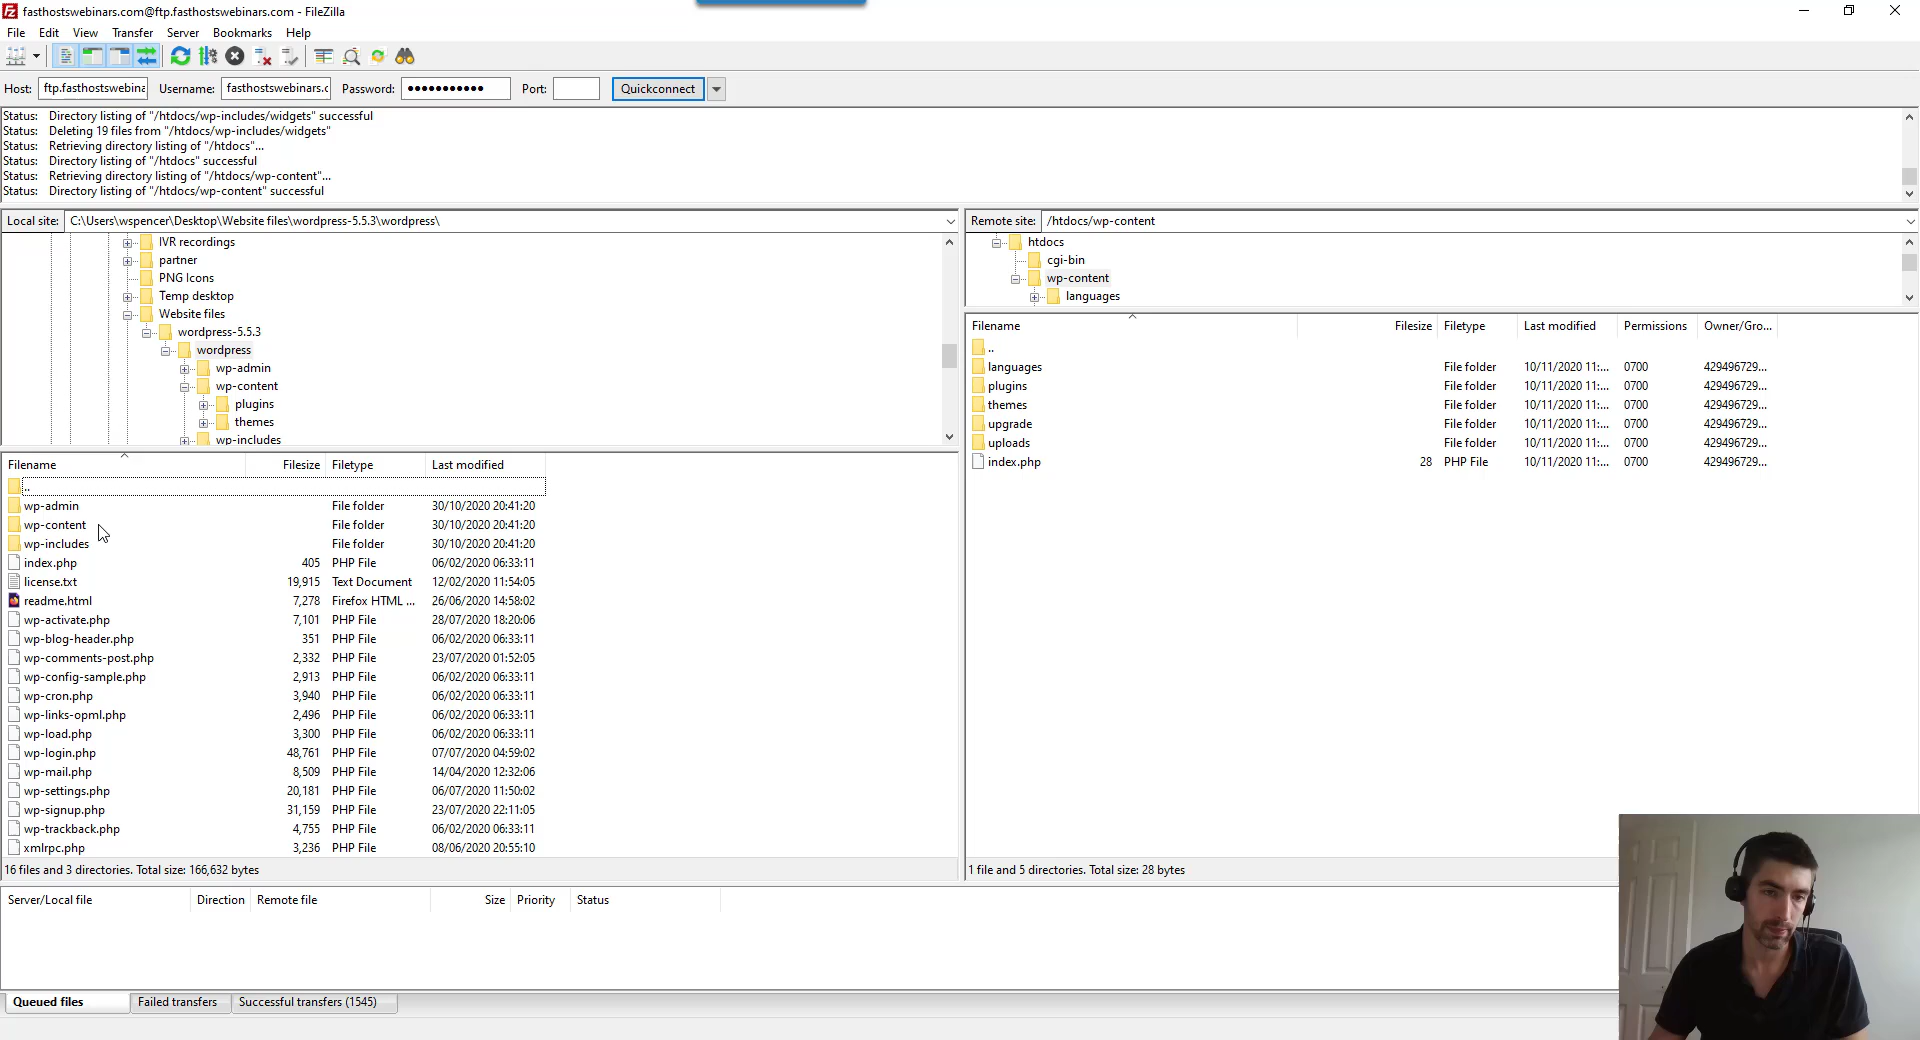 fasthostswebinars.com@ftp.fasthostswebinars.com - FileZilla
File Edit View Transfer Server Bookmarks Help
Host: ftp.fasthostswebina Username: fasthostswebinars.c Password: ●●●●●●●●●●● Port: Quickconnect
Status: Directory listing of "/htdocs/wp-includes/widgets" successful
Status: Deleting 19 files from "/htdocs/wp-includes/widgets"
Status: Retrieving directory listing of "/htdocs"...
Status: Directory listing of "/htdocs" successful
Status: Retrieving directory listing of "/htdocs/wp-content"...
Status: Directory listing of "/htdocs/wp-content" successful
Local site: C:\Users\wspencer\Desktop\Website files\wordpress-5.5.3\wordpress\
IVR recordings
partner
PNG Icons
Temp desktop
Website files
wordpress-5.5.3
wordpress
wp-admin
wp-content
plugins
themes
wp-includes
Filename Filesize Filetype Last modified
..
wp-admin File folder 30/10/2020 20:41:20
wp-content File folder 30/10/2020 20:41:20
wp-includes File folder 30/10/2020 20:41:20
index.php 405 PHP File 06/02/2020 06:33:11
license.txt 19,915 Text Document 12/02/2020 11:54:05
readme.html 7,278 Firefox HTML ... 26/06/2020 14:58:02
wp-activate.php 7,101 PHP File 28/07/2020 18:20:06
wp-blog-header.php 351 PHP File 06/02/2020 06:33:11
wp-comments-post.php 2,332 PHP File 23/07/2020 01:52:05
wp-config-sample.php 2,913 PHP File 06/02/2020 06:33:11
wp-cron.php 3,940 PHP File 06/02/2020 06:33:11
wp-links-opml.php 2,496 PHP File 06/02/2020 06:33:11
wp-load.php 3,300 PHP File 06/02/2020 06:33:11
wp-login.php 48,761 PHP File 07/07/2020 04:59:02
wp-mail.php 8,509 PHP File 14/04/2020 12:32:06
wp-settings.php 20,181 PHP File 06/07/2020 11:50:02
wp-signup.php 31,159 PHP File 23/07/2020 22:11:05
wp-trackback.php 4,755 PHP File 06/02/2020 06:33:11
xmlrpc.php 3,236 PHP File 08/06/2020 20:55:10
16 files and 3 directories. Total size: 166,632 bytes
Remote site: /htdocs/wp-content
htdocs
cgi-bin
wp-content
languages
Filename Filesize Filetype Last modified Permissions Owner/Gro...
..
languages File folder 10/11/2020 11:... 0700 429496729...
plugins File folder 10/11/2020 11:... 0700 429496729...
themes File folder 10/11/2020 11:... 0700 429496729...
upgrade File folder 10/11/2020 11:... 0700 429496729...
uploads File folder 10/11/2020 11:... 0700 429496729...
index.php 28 PHP File 10/11/2020 11:... 0700 429496729...
1 file and 5 directories. Total size: 28 bytes
Server/Local file Direction Remote file Size Priority Status
Queued files Failed transfers Successful transfers (1545)